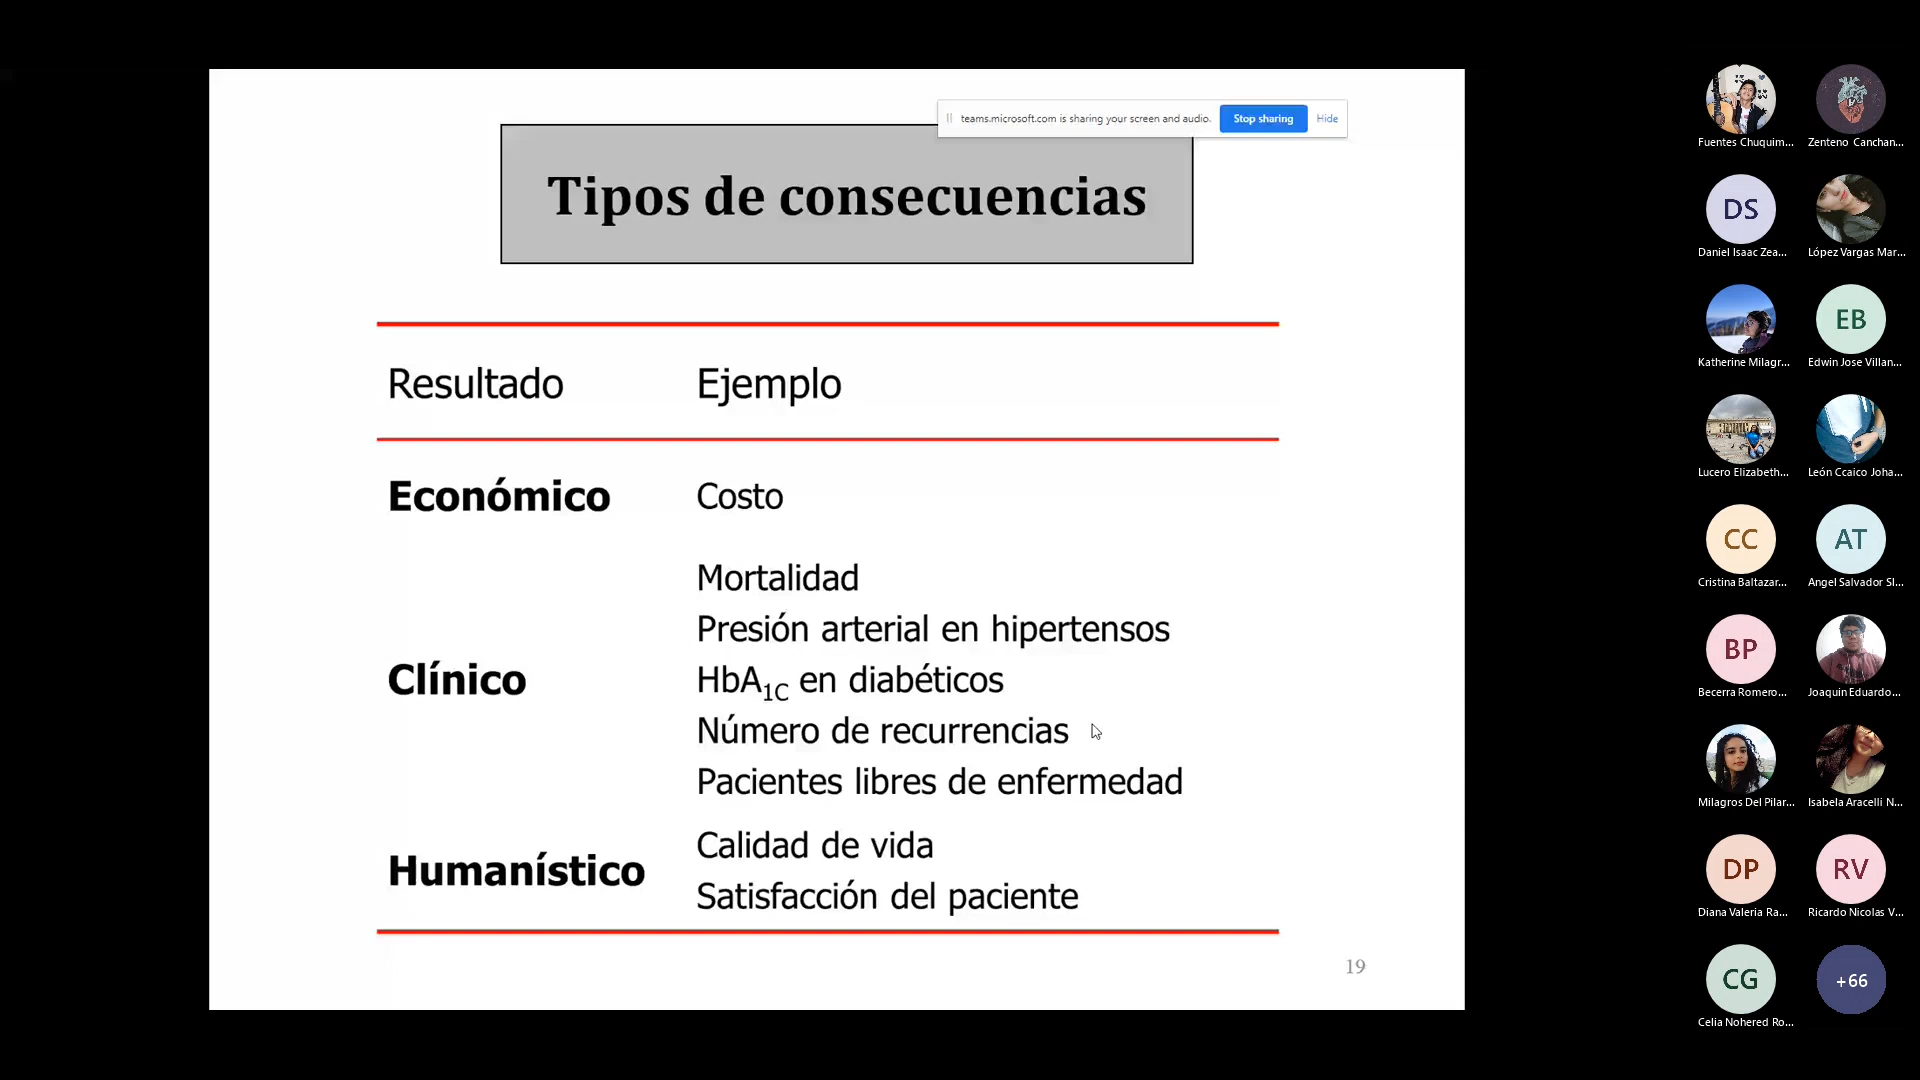 teams.microsoft.com is sharing your screen and audio.
Stop sharing
Hide
Tipos de consecuencias
Resultado Ejemplo
Económico Costo
Mortalidad
Presión arterial en hipertensos
Clínico HbA1C en diabéticos
Número de recurrencias
Pacientes libres de enfermedad
Calidad de vida
Humanístico
Satisfacción del paciente
19
Fuentes Chuquim... Zenteno Canchan...
DS
Daniel Isaac Zea... López Vargas Mar...
EB
Katherine Milagr... Edwin Jose Villan...
Lucero Elizabeth... León Ccaico Joha...
CC AT
Cristina Baltazar... Angel Salvador Sl...
BP
Becerra Romero... Joaquin Eduardo...
Milagros Del Pilar... Isabela Aracelli N...
DP RV
Diana Valeria Ra... Ricardo Nicolas V...
CG +66
Celia Nohered Ro...